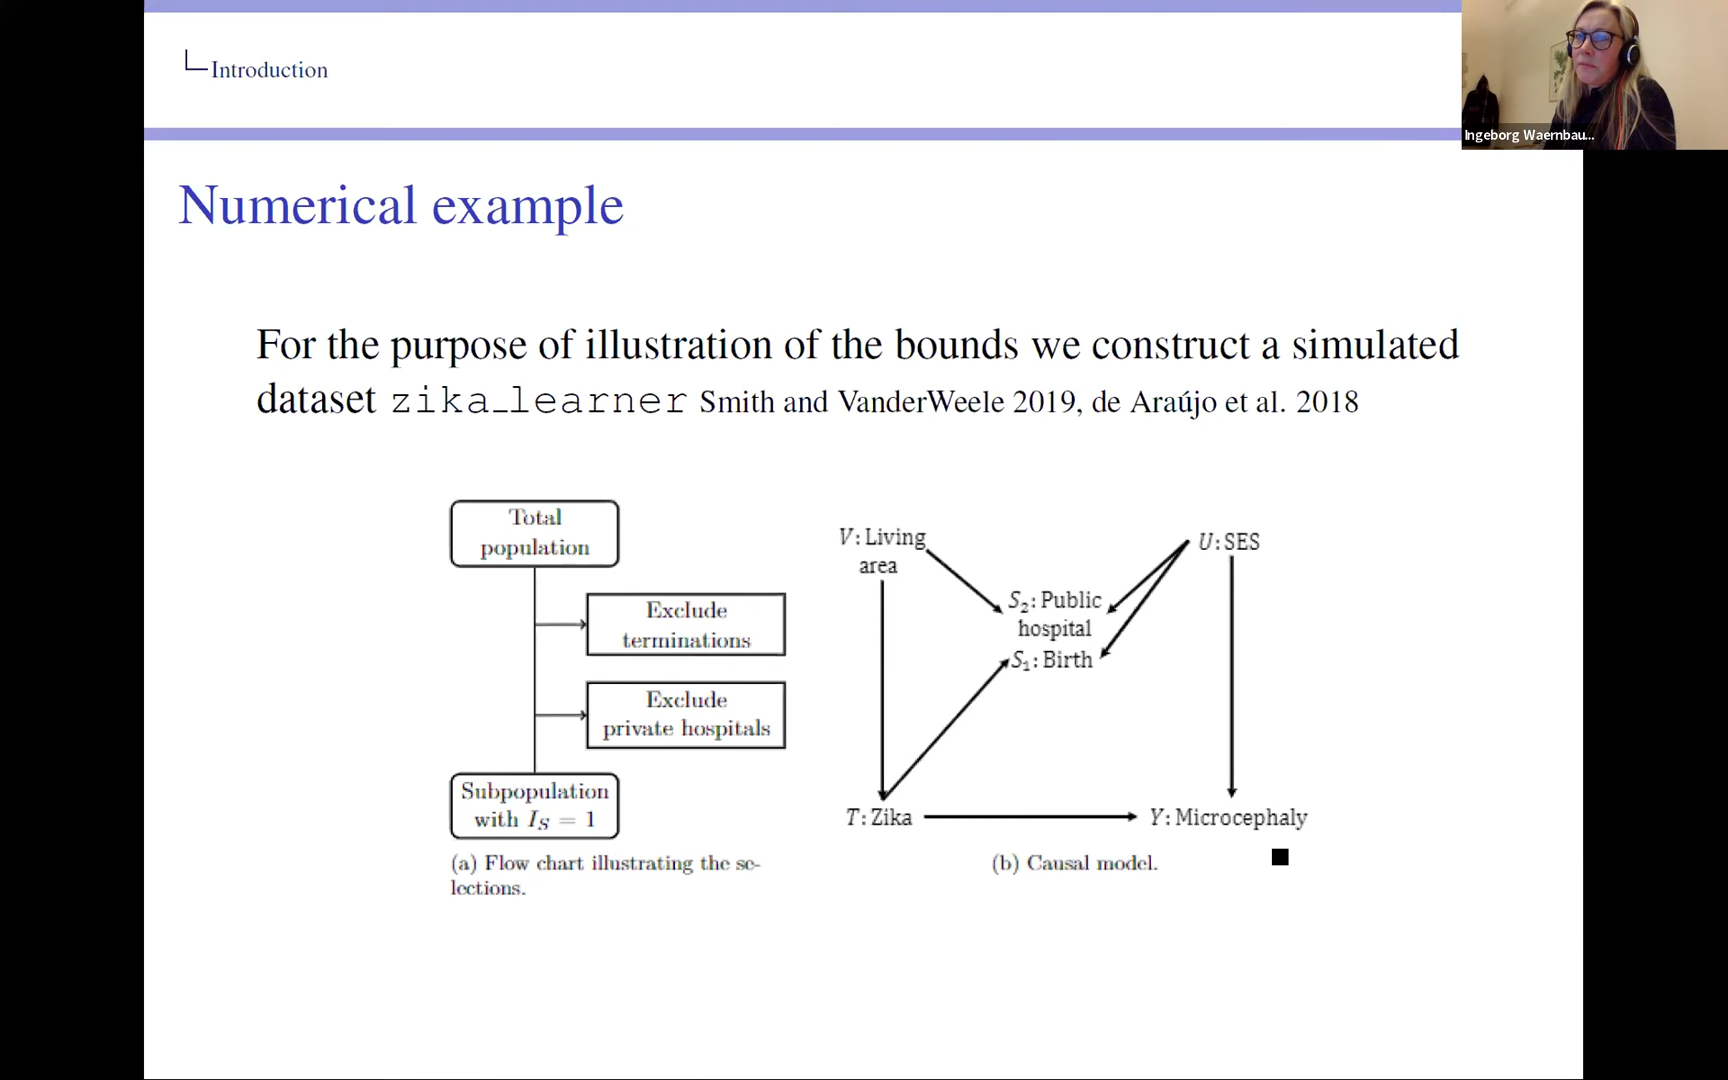 Introduction
Ingeborg Waernbau...
Numerical example
For the purpose of illustration of the bounds we construct a simulated
dataset zika_learner Smith and VanderWeele 2019, de Araújo et al. 2018
Total
population
Exclude
terminations
Exclude
private hospitals
Subpopulation
with I_S = 1
(a) Flow chart illustrating the se-
lections.
V: Living
area
U: SES
S₂: Public
hospital
S₁: Birth
T: Zika
Y: Microcephaly
(b) Causal model.